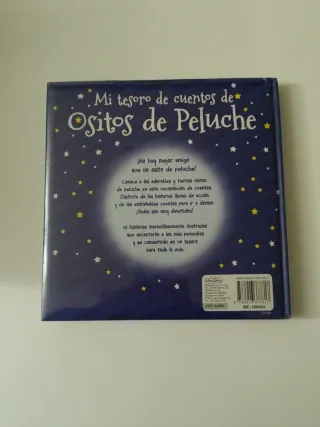 Mi tesoro de cuentos de
Ositos de Peluche
¡No hay mejor amigo
que un osito de peluche!
Conoce a los adorables y tiernos ositos
de peluche en esta recopilación de cuentos.
Disfruta de las historias llenas de acción
y de los entrañables cuentos para ir a dormir.
¡Todos son muy divertidos!
12 historias maravillosamente ilustradas
que encantarán a los más pequeños
y se convertirán en un tesoro
para toda la vida.